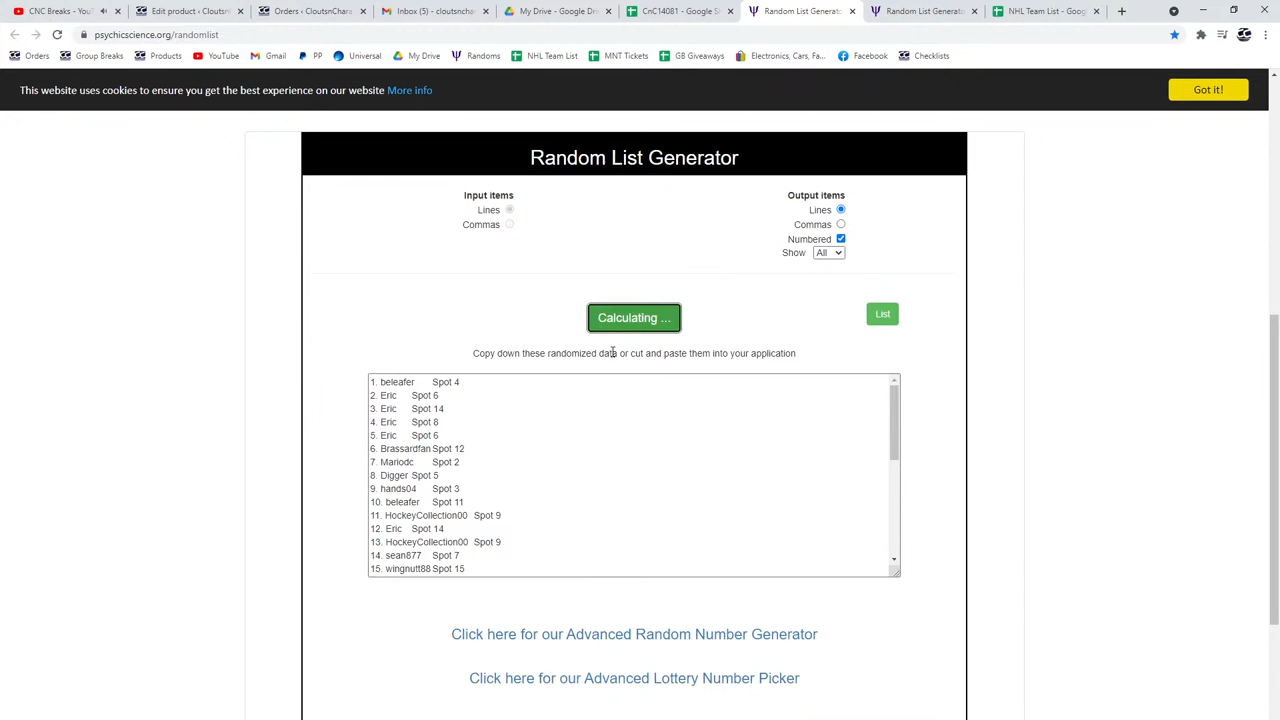 CNC Breaks - YouT
Edit product ‹ Cloutsn
Orders ‹ CloutsnChara
Inbox (5) - cloutsnchar
My Drive - Google Dri
CnC14081 - Google Sh
Random List Generato
Random List Generato
NHL Team List - Goog
psychicscience.org/randomlist
Orders
Group Breaks
Products
YouTube
Gmail
PP
Universal
My Drive
Randoms
NHL Team List
MNT Tickets
GB Giveaways
Electronics, Cars, Fa...
Facebook
Checklists
This website uses cookies to ensure you get the best experience on our website More info
Got it!
Random List Generator
Input items
Lines
Commas
Output items
Lines
Commas
Numbered
Show All
Calculating ...
List
Copy down these randomized data or cut and paste them into your application
1. beleafer Spot 4
2. Eric Spot 6
3. Eric Spot 14
4. Eric Spot 8
5. Eric Spot 6
6. Brassardfan Spot 12
7. Mariodc Spot 2
8. Digger Spot 5
9. hands04 Spot 3
10. beleafer Spot 11
11. HockeyCollection00 Spot 9
12. Eric Spot 14
13. HockeyCollection00 Spot 9
14. sean877 Spot 7
15. wingnutt88 Spot 15
Click here for our Advanced Random Number Generator
Click here for our Advanced Lottery Number Picker